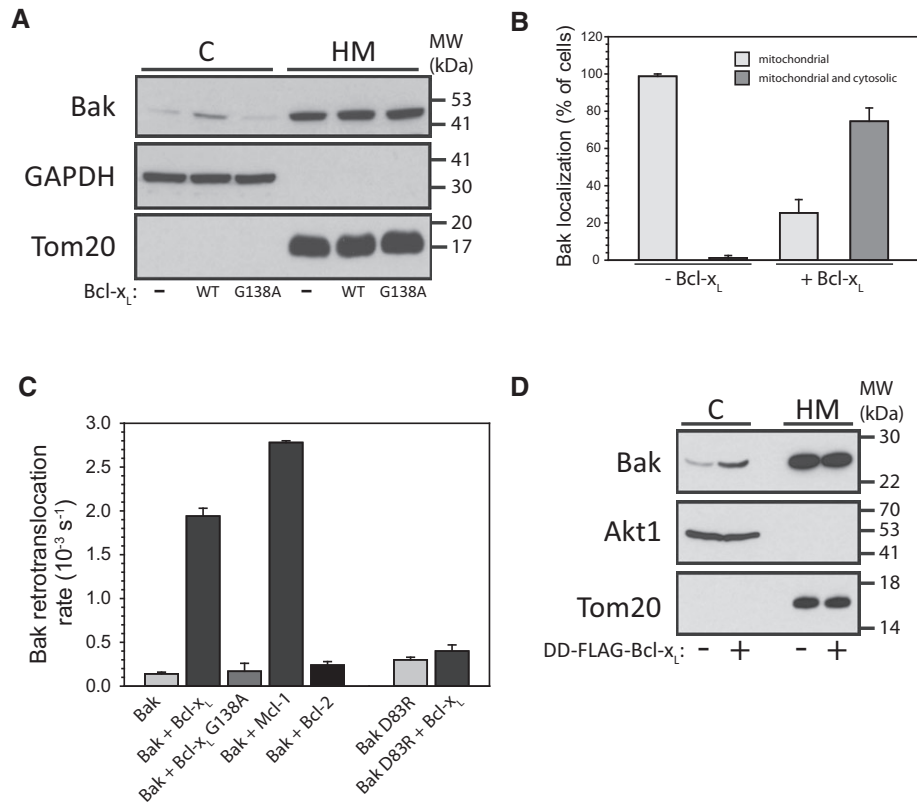 A
C
HM
MW
(kDa)
Bak
53
41
GAPDH
41
30
Tom20
20
17
Bcl-xL:
–
WT
G138A
–
WT
G138A
B
Bak localization (% of cells)
120
100
80
60
40
20
0
mitochondrial
mitochondrial and cytosolic
- Bcl-xL
+ Bcl-xL
C
Bak retrotranslocation
rate (10-3 s-1)
3.0
2.5
2.0
1.5
1.0
0.5
0.0
Bak
Bak + Bcl-xL
Bak + Bcl-xL G138A
Bak + Mcl-1
Bak + Bcl-2
Bak D83R
Bak D83R + Bcl-xL
D
C
HM
MW
(kDa)
Bak
30
22
Akt1
70
53
41
Tom20
18
14
DD-FLAG-Bcl-xL: – + – +